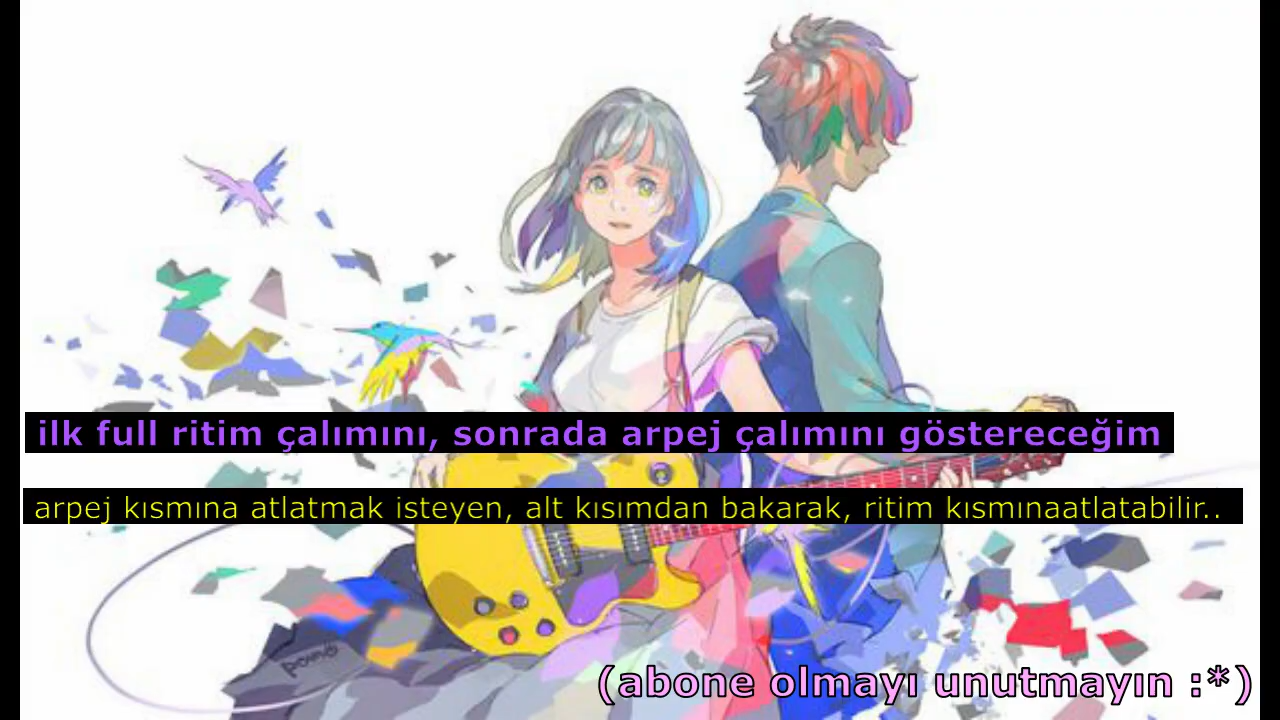 ilk full ritim çalımını, sonrada arpej çalımını göstereceğim
arpej kısmına atlatmak isteyen, alt kısımdan bakarak, ritim kısmınaatlatabilir..
(abone olmayı unutmayın :*)